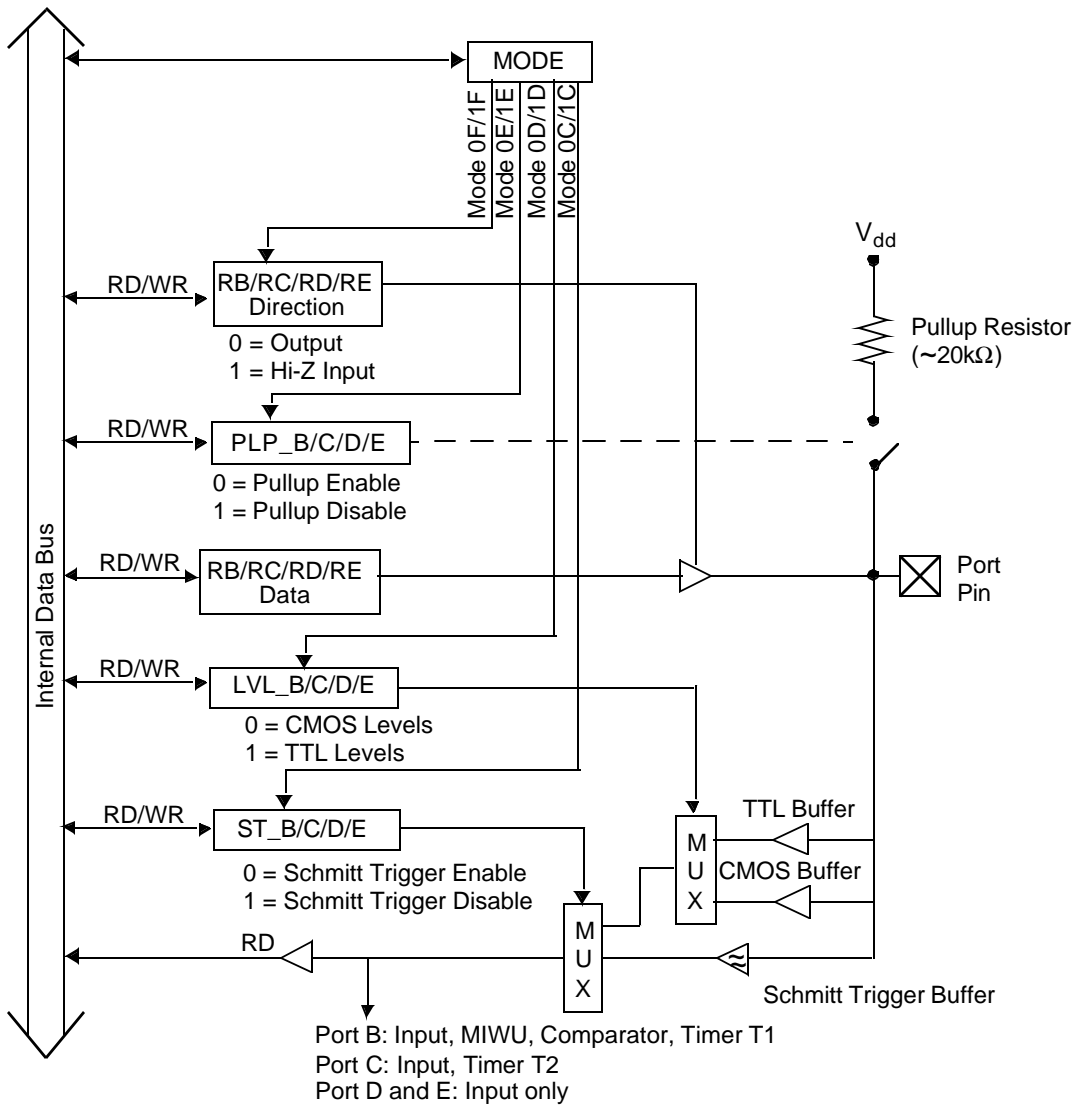 MODE
Mode 0F/1F
Mode 0E/1E
Mode 0D/1D
Mode 0C/1C
Vdd
Pullup Resistor
(~20kΩ)
RD/WR
RB/RC/RD/RE
Direction
0 = Output
1 = Hi-Z Input
RD/WR
PLP_B/C/D/E
0 = Pullup Enable
1 = Pullup Disable
Internal Data Bus
RD/WR
RB/RC/RD/RE
Data
Port
Pin
RD/WR
LVL_B/C/D/E
0 = CMOS Levels
1 = TTL Levels
RD/WR
ST_B/C/D/E
0 = Schmitt Trigger Enable
1 = Schmitt Trigger Disable
TTL Buffer
MUX
CMOS Buffer
MUX
RD
Schmitt Trigger Buffer
Port B: Input, MIWU, Comparator, Timer T1
Port C: Input, Timer T2
Port D and E: Input only